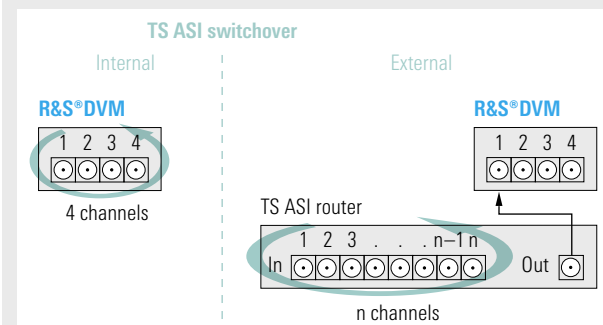 TS ASI switchover
Internal
External
R&S®DVM
1 2 3 4
4 channels
R&S®DVM
1 2 3 4
TS ASI router
1 2 3 . . . n–1 n
In
Out
n channels